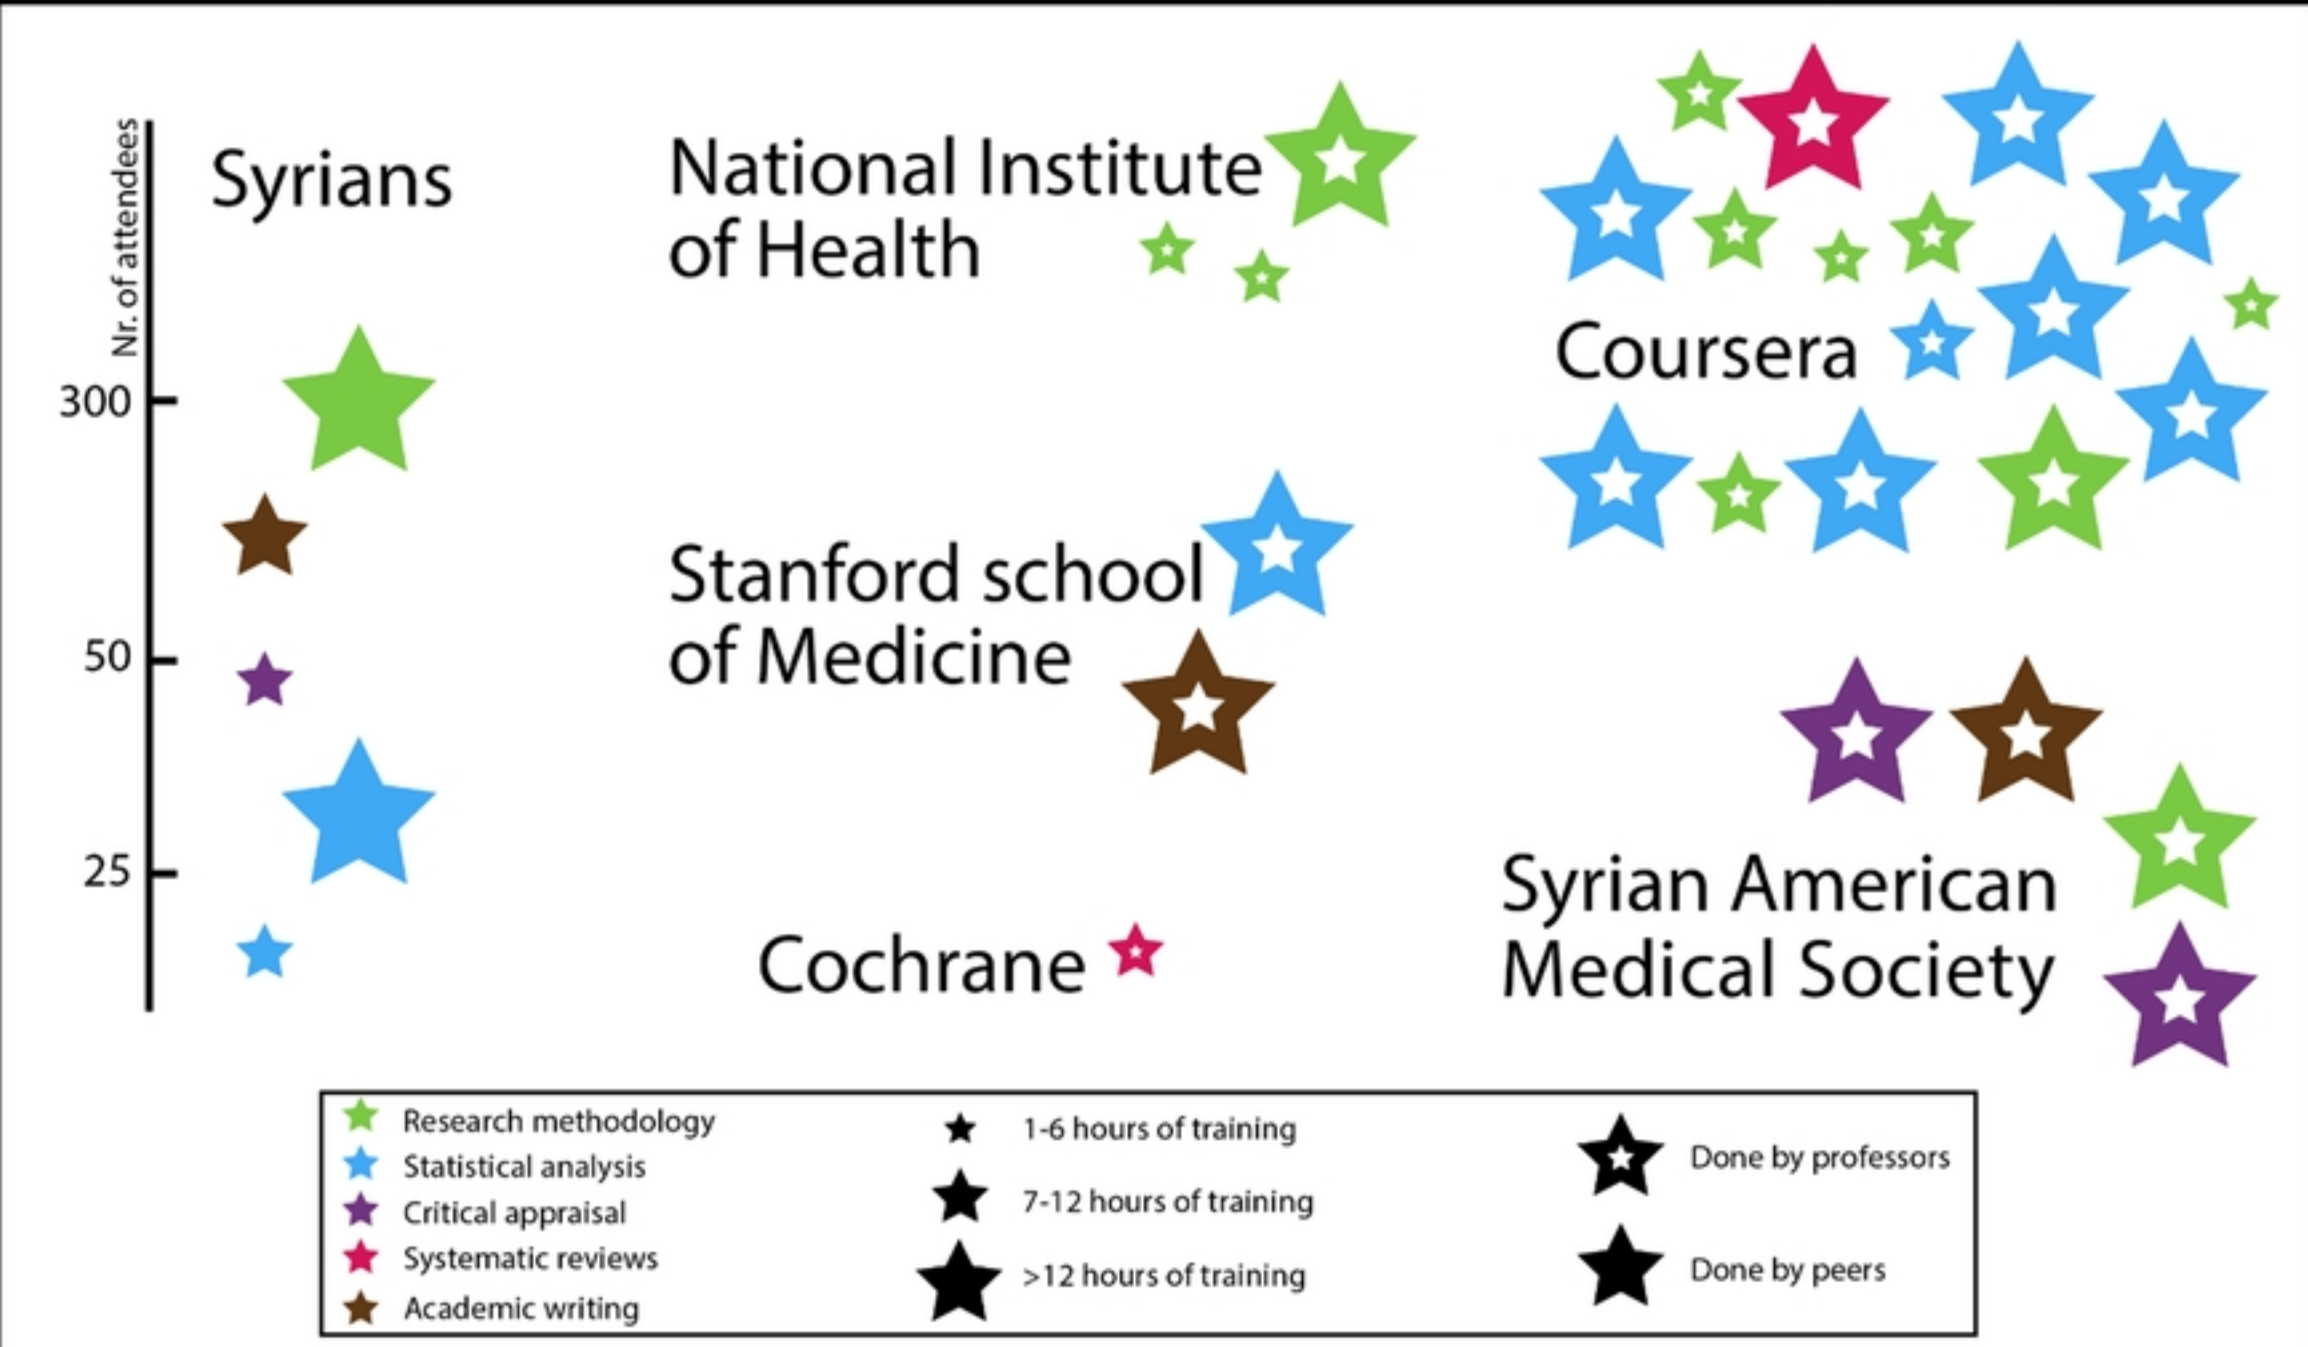 Nr. of attendees
300
50
25
Syrians
National Institute
of Health
Stanford school
of Medicine
Cochrane
Coursera
Syrian American
Medical Society
Research methodology
Statistical analysis
Critical appraisal
Systematic reviews
Academic writing
1-6 hours of training
7-12 hours of training
>12 hours of training
Done by professors
Done by peers